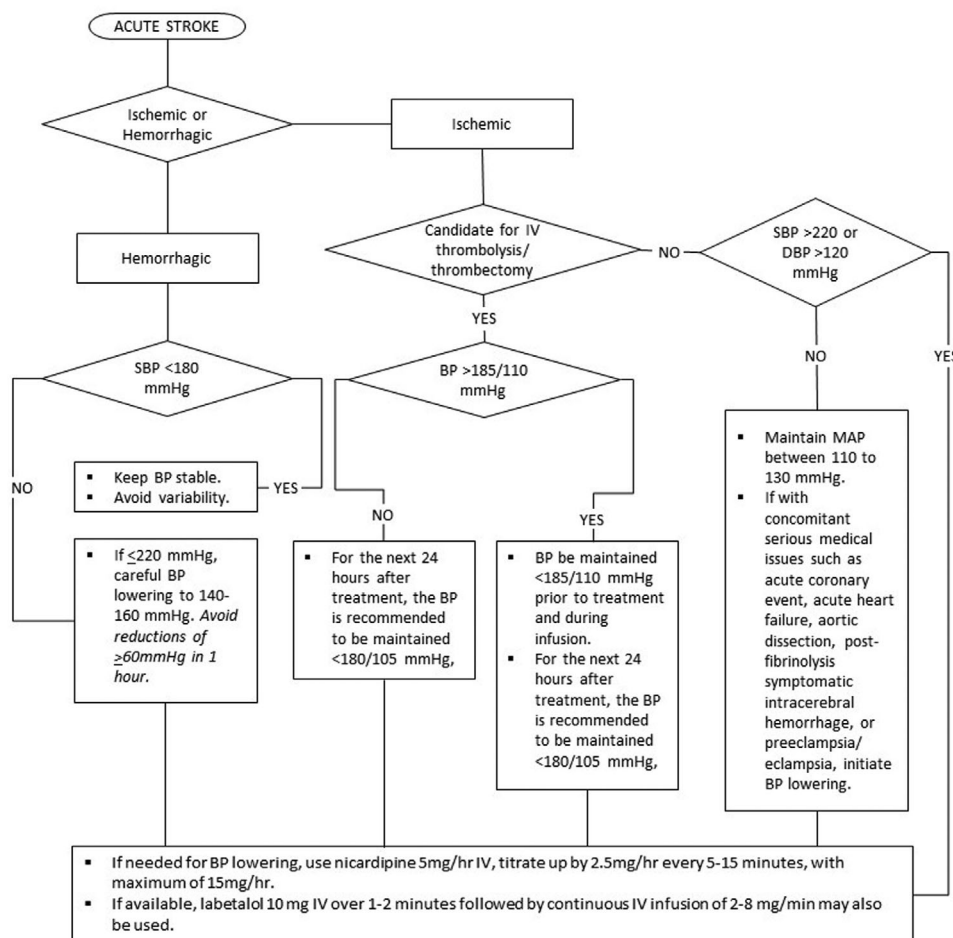 ACUTE STROKE
Ischemic or
Hemorrhagic
Ischemic
Hemorrhagic
Candidate for IV
thrombolysis/
thrombectomy
NO
SBP >220 or
DBP >120
mmHg
YES
NO
YES
SBP <180
mmHg
BP >185/110
mmHg
NO
▪ Keep BP stable.
▪ Avoid variability.
YES
NO
YES
▪ If ≤220 mmHg,
careful BP
lowering to 140-
160 mmHg. Avoid
reductions of
≥60mmHg in 1
hour.
▪ For the next 24
hours after
treatment, the BP
is recommended
to be maintained
<180/105 mmHg,
▪ BP be maintained
<185/110 mmHg
prior to treatment
and during
infusion.
▪ For the next 24
hours after
treatment, the BP
is recommended
to be maintained
<180/105 mmHg,
▪ Maintain MAP
between 110 to
130 mmHg.
▪ If with
concomitant
serious medical
issues such as
acute coronary
event, acute heart
failure, aortic
dissection, post-
fibrinolysis
symptomatic
intracerebral
hemorrhage, or
preeclampsia/
eclampsia, initiate
BP lowering.
▪ If needed for BP lowering, use nicardipine 5mg/hr IV, titrate up by 2.5mg/hr every 5-15 minutes, with
maximum of 15mg/hr.
▪ If available, labetalol 10 mg IV over 1-2 minutes followed by continuous IV infusion of 2-8 mg/min may also
be used.